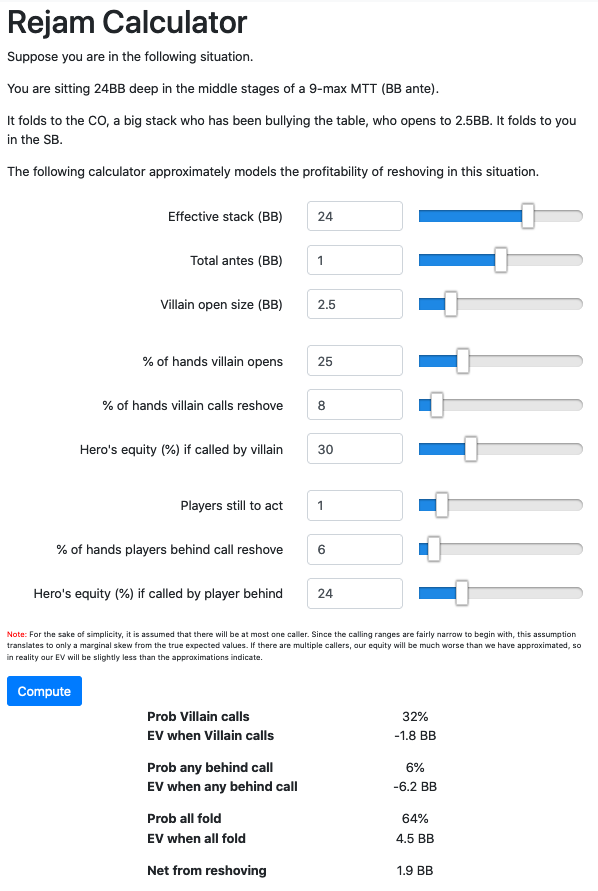 Rejam Calculator
Suppose you are in the following situation.
You are sitting 24BB deep in the middle stages of a 9-max MTT (BB ante).
It folds to the CO, a big stack who has been bullying the table, who opens to 2.5BB. It folds to you
in the SB.
The following calculator approximately models the profitability of reshoving in this situation.
Effective stack (BB) 24
Total antes (BB) 1
Villain open size (BB) 2.5
% of hands villain opens 25
% of hands villain calls reshove 8
Hero's equity (%) if called by villain 30
Players still to act 1
% of hands players behind call reshove 6
Hero's equity (%) if called by player behind 24
Note: For the sake of simplicity, it is assumed that there will be at most one caller. Since the calling ranges are fairly narrow to begin with, this assumption
translates to only a marginal skew from the true expected values. If there are multiple callers, our equity will be much worse than we have approximated, so
in reality our EV will be slightly less than the approximations indicate.
Compute
Prob Villain calls 32%
EV when Villain calls -1.8 BB
Prob any behind call 6%
EV when any behind call -6.2 BB
Prob all fold 64%
EV when all fold 4.5 BB
Net from reshoving 1.9 BB